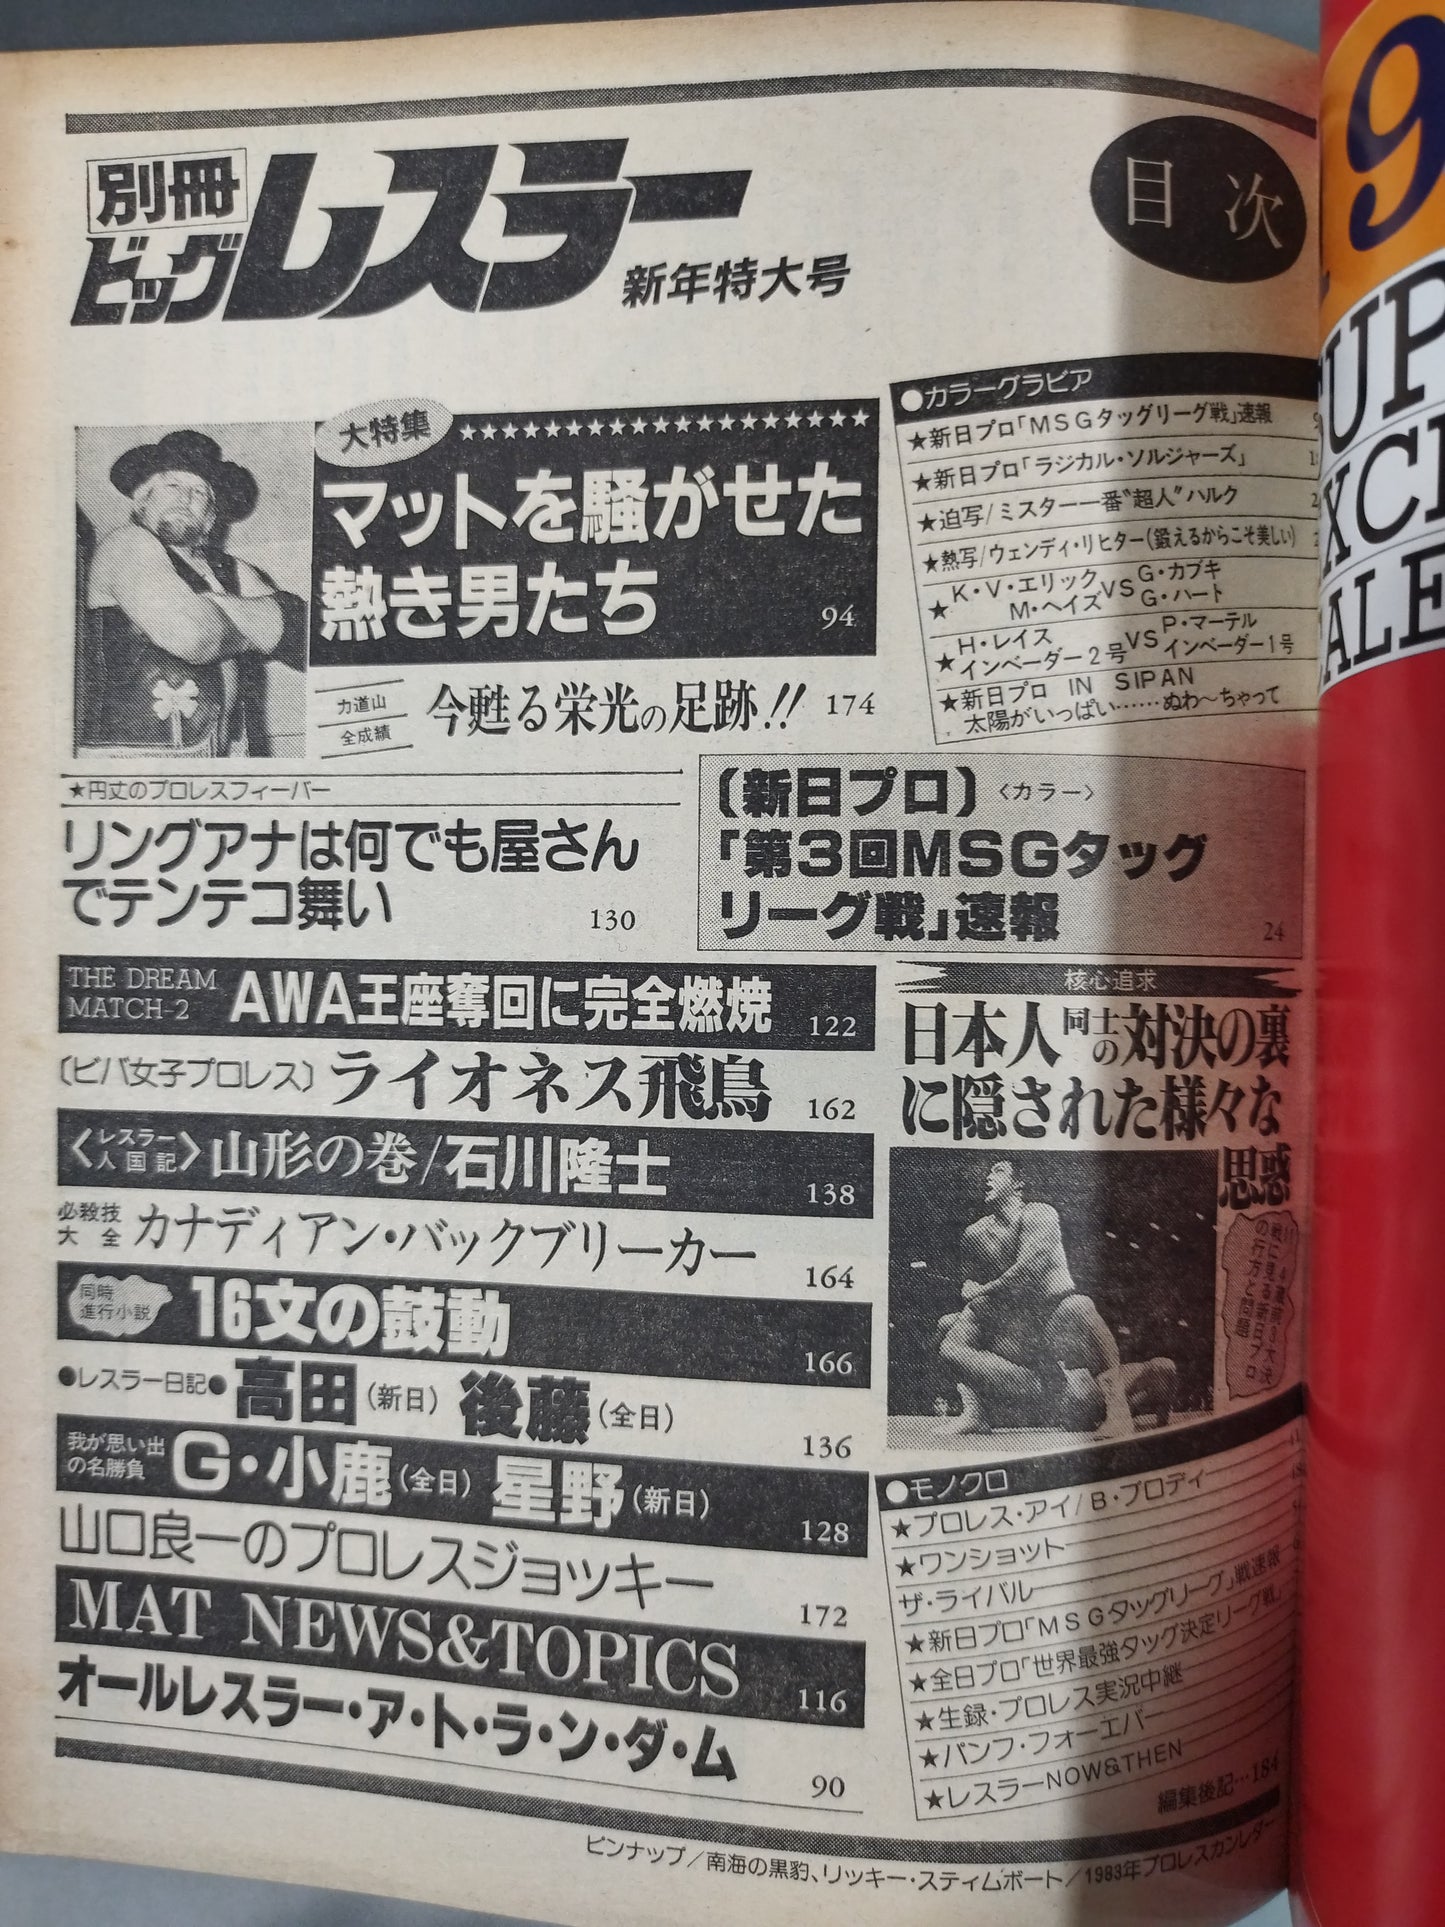 別冊
ビッグレスラー
新年特大号
目次
大特集
マットを騒がせた
熱き男たち
94
力道山
全成績
今甦る栄光の足跡!! 174
●カラーグラビア
★新日プロ「MSGタッグリーグ戦」速報
★新日プロ「ラジカル・ソルジャーズ」
★迫写/ミスター一番“超人”ハルク
★熱写/ウェンディ・リヒター(鍛えるからこそ美しい)
★K・V・エリック M・ヘイズ VS G・カブキ G・ハート
★H・レイス インベーダー2号 VS P・マーテル インベーダー1号
★新日プロ IN SIPAN
太陽がいっぱい……ぬわ〜ちゃって
★円丈のプロレスフィーバー
リングアナは何でも屋さん
でテンテコ舞い
130
〔新日プロ〕〈カラー〉
「第3回MSGタッグ
リーグ戦」速報
24
THE DREAM
MATCH-2
AWA王座奪回に完全燃焼 122
〔ビバ女子プロレス〕ライオネス飛鳥 162
〈レスラー人国記〉山形の巻/石川隆士 138
必殺技大全 カナディアン・バックブリーカー 164
同時進行小説 16文の鼓動 166
●レスラー日記● 高田(新日) 後藤(全日) 136
我が思い出の名勝負 G・小鹿(全日) 星野(新日) 128
山口良一のプロレスジョッキー 172
MAT NEWS&TOPICS 116
オールレスラー・ア・ト・ラ・ン・ダ・ム 90
核心追求
日本人同士の対決の裏
に隠された様々な
思惑
の行方と問題
●モノクロ
★プロレス・アイ/B・ブロディ
★ワンショット
ザ・ライバル
★新日プロ「MSGタッグリーグ」戦速報
★全日プロ「世界最強タッグ決定リーグ戦」
★生録・プロレス実況中継
★パンフ・フォーエバー
★レスラーNOW&THEN
編集後記…184
ピンナップ/南海の黒豹、リッキー・スティムボート/1983年プロレスカレンダー
9
SUP
EXC
ALE